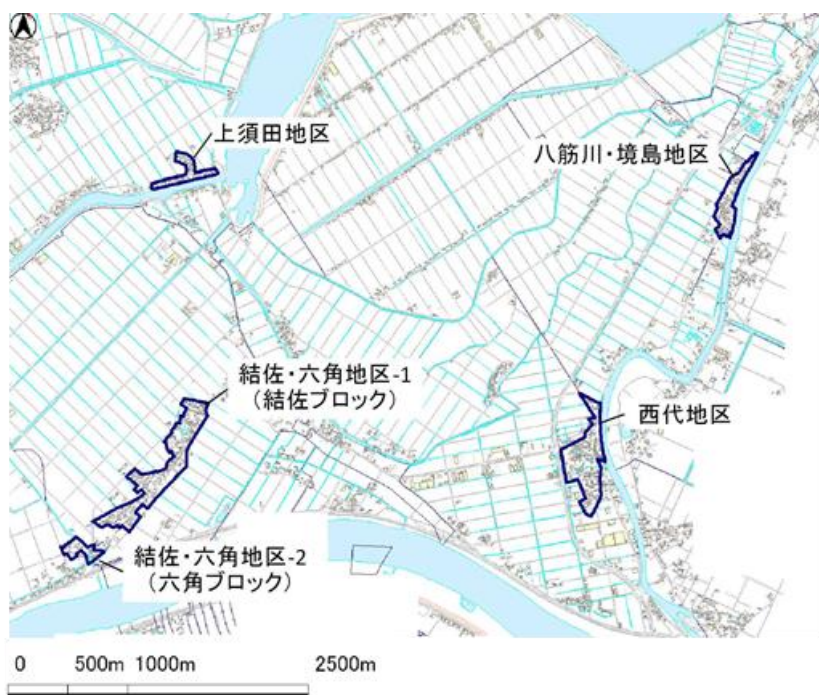 上須田地区
八筋川・境島地区
結佐・六角地区-1
(結佐ブロック)
西代地区
結佐・六角地区-2
(六角ブロック)
0 500m 1000m 2500m